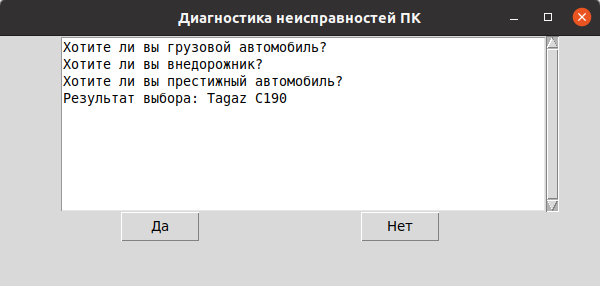 Диагностика неисправностей ПК
Хотите ли вы грузовой автомобиль?
Хотите ли вы внедорожник?
Хотите ли вы престижный автомобиль?
Результат выбора: Tagaz C190
Да
Нет